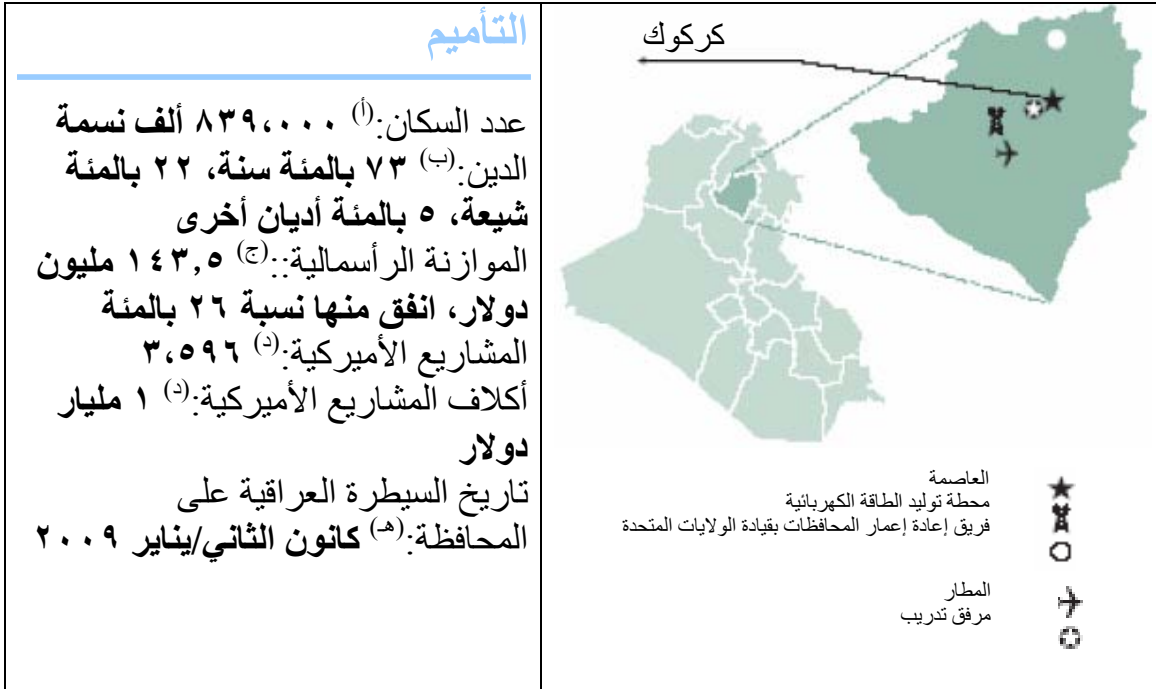 التأميم
عدد السكان:(أ) ٨٣٩،٠٠٠ ألف نسمة
الدين:(ب) ٧٣ بالمئة سنة، ٢٢ بالمئة
شيعة، ٥ بالمئة أديان أخرى
الموازنة الرأسمالية::(ج) ١٤٣,٥ مليون
دولار، انفق منها نسبة ٢٦ بالمئة
المشاريع الأميركية:(د) ٣،٥٩٦
أكلاف المشاريع الأميركية:(د) ١ مليار
دولار
تاريخ السيطرة العراقية على
المحافظة:(هـ) كانون الثاني/يناير ٢٠٠٩
كركوك
العاصمة
محطة توليد الطاقة الكهربائية
فريق إعادة إعمار المحافظات بقيادة الولايات المتحدة
المطار
مرفق تدريب